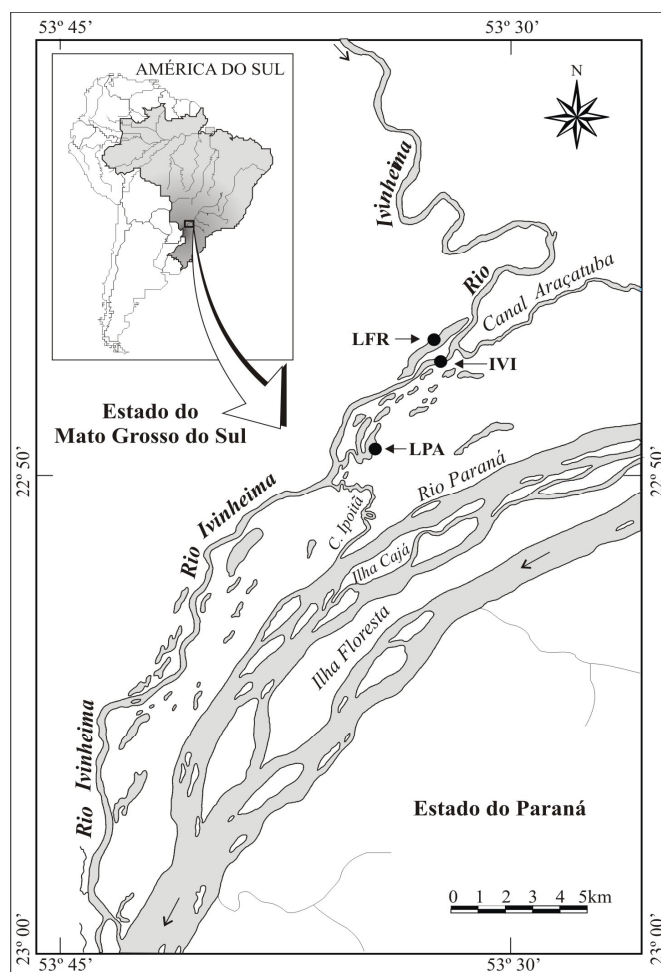 53º 45'
53º 30'
AMÉRICA DO SUL
N
Ivinheima
Rio
Canal Araçatuba
LFR
IVI
Estado do
Mato Grosso do Sul
LPA
22º 50'
Rio Paraná
Rio Ivinheima
C. Ipoitã
Ilha Cajá
Ilha Floresta
Rio Ivinheima
Estado do Paraná
0 1 2 3 4 5km
23º 00'
23º 00'
53º 45'
53º 30'